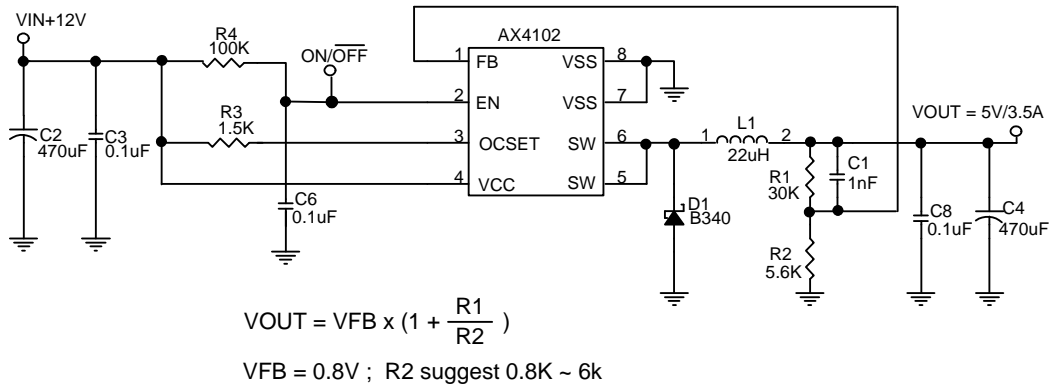 VIN+12V
R4
100K
ON/OFF
AX4102
1
FB
VSS
8
2
EN
VSS
7
R3
1.5K
3
OCSET
SW
6
4
VCC
SW
5
C2
470uF
C3
0.1uF
C6
0.1uF
1
L1
2
22uH
D1
B340
R1
30K
C1
1nF
R2
5.6K
VOUT = 5V/3.5A
C8
0.1uF
C4
470uF
VOUT = VFB x (1 + R1/R2 )
VFB = 0.8V ; R2 suggest 0.8K ~ 6k